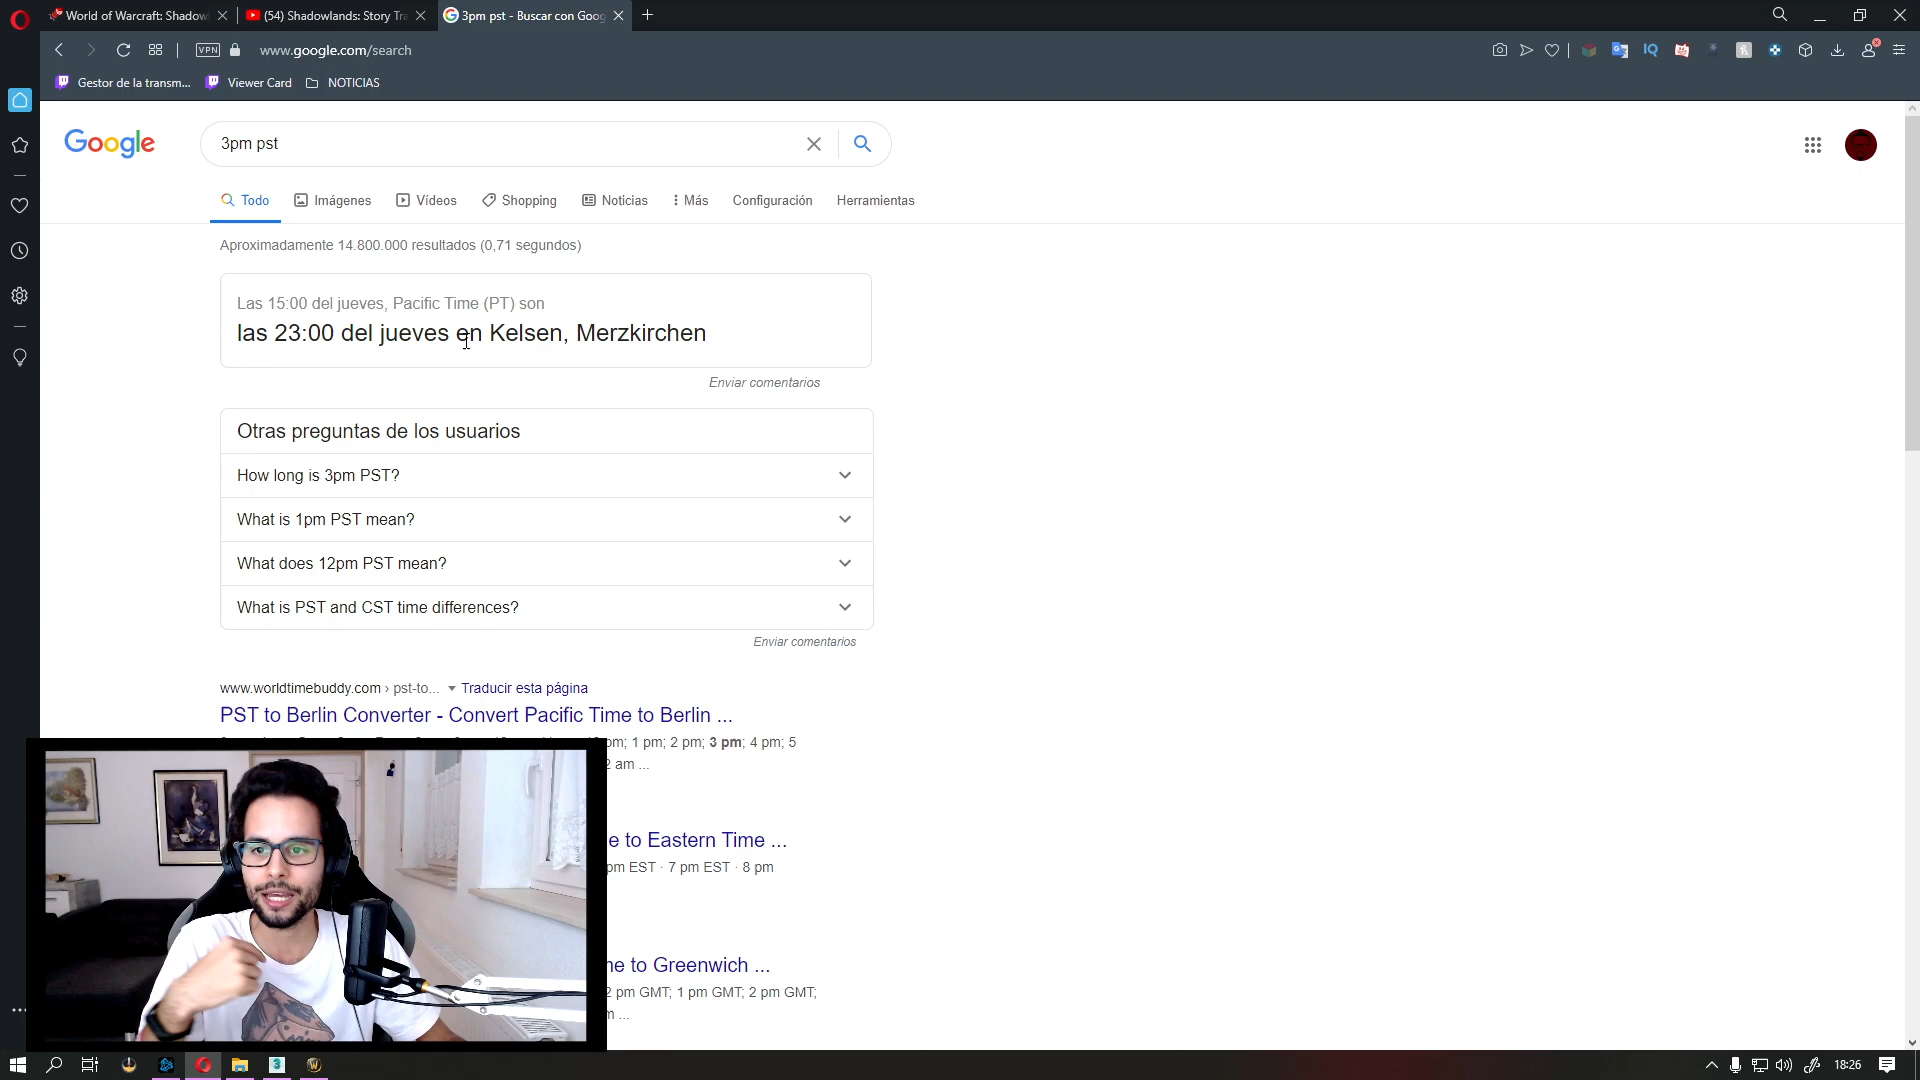 World of Warcraft: Shadow
(54) Shadowlands: Story Tra
3pm pst - Buscar con Goog
VPN
www.google.com/search
IQ
Gestor de la transm...
Viewer Card
NOTICIAS
Google
3pm pst
Todo
Imágenes
Vídeos
Shopping
Noticias
Más
Configuración
Herramientas
Aproximadamente 14.800.000 resultados (0,71 segundos)
Las 15:00 del jueves, Pacific Time (PT) son
las 23:00 del jueves en Kelsen, Merzkirchen
Enviar comentarios
Otras preguntas de los usuarios
How long is 3pm PST?
What is 1pm PST mean?
What does 12pm PST mean?
What is PST and CST time differences?
Enviar comentarios
www.worldtimebuddy.com › pst-to... Traducir esta página
PST to Berlin Converter - Convert Pacific Time to Berlin ...
pm; 1 pm; 2 pm; 3 pm; 4 pm; 5
2 am ...
e to Eastern Time ...
pm EST · 7 pm EST · 8 pm
ne to Greenwich ...
2 pm GMT; 1 pm GMT; 2 pm GMT;
m ...
18:26